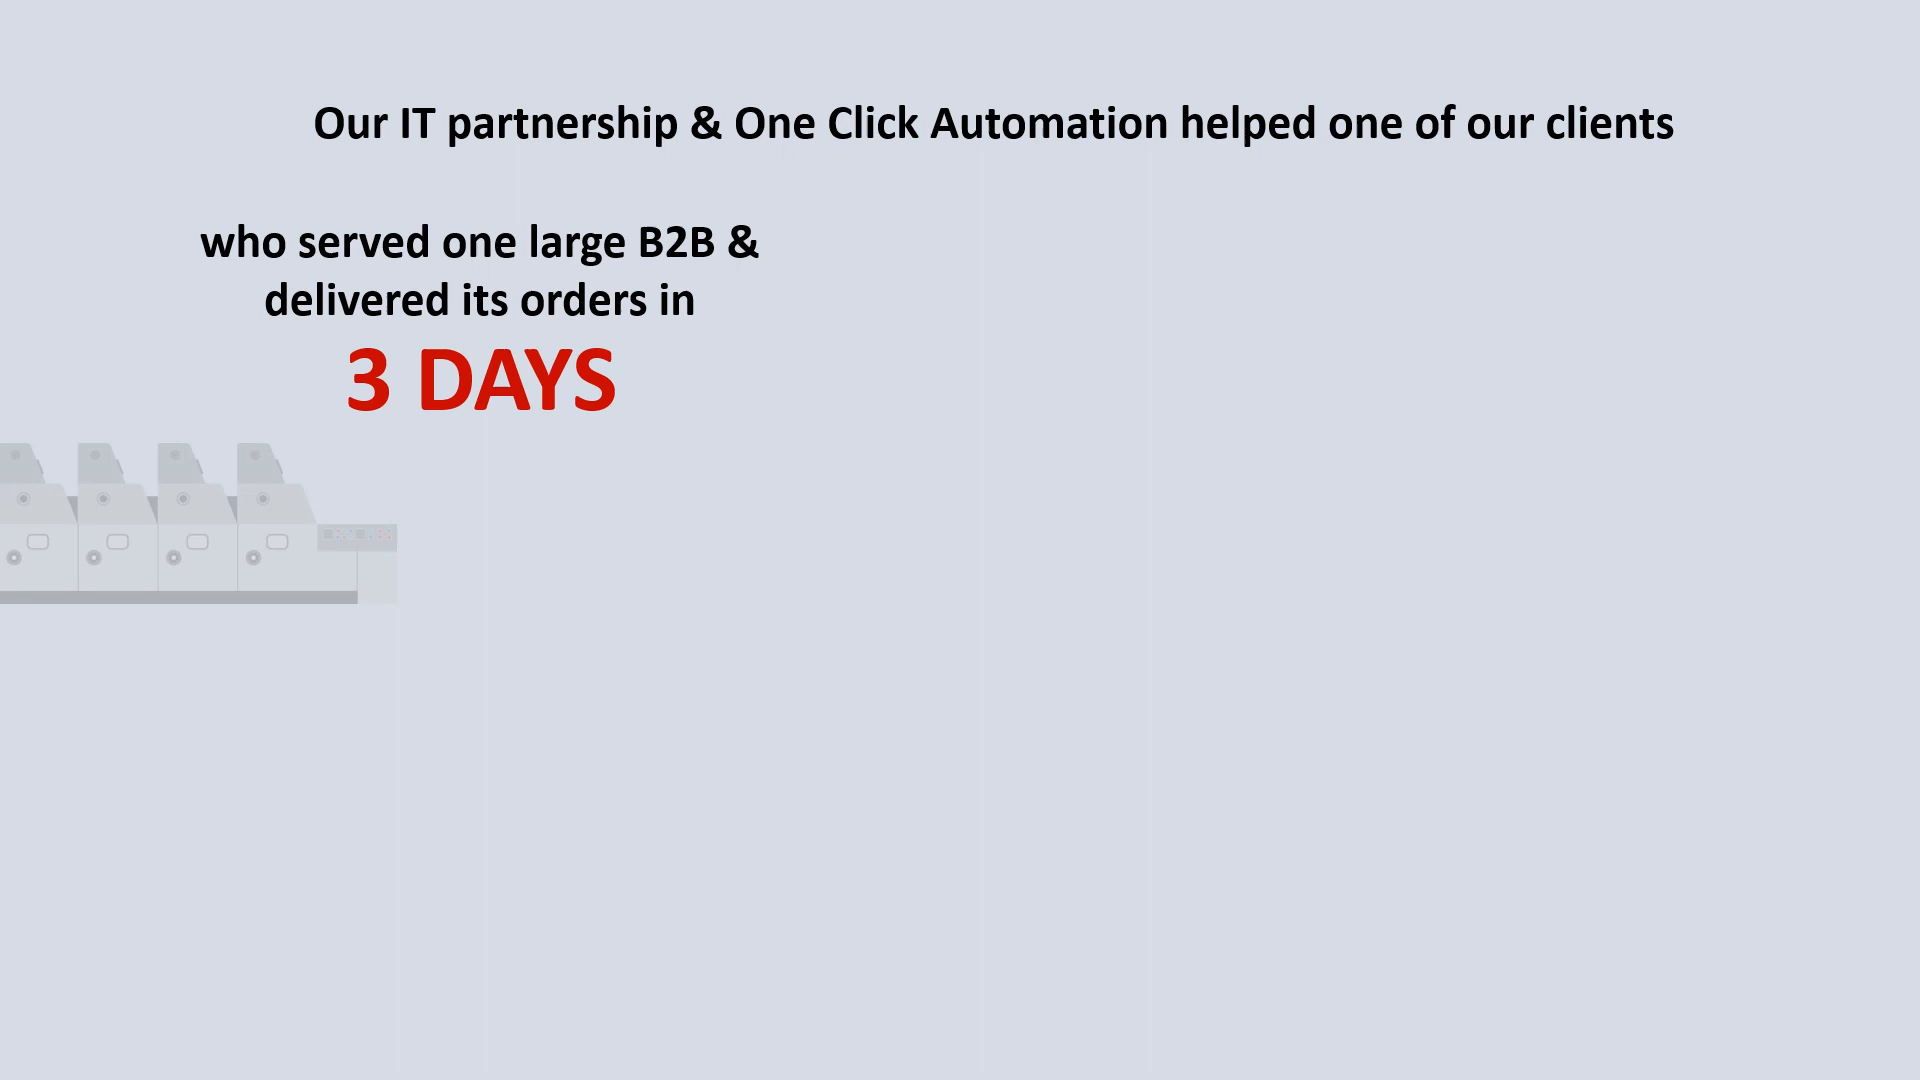 Our IT partnership & One Click Automation helped one of our clients
who served one large B2B &
delivered its orders in
3 DAYS